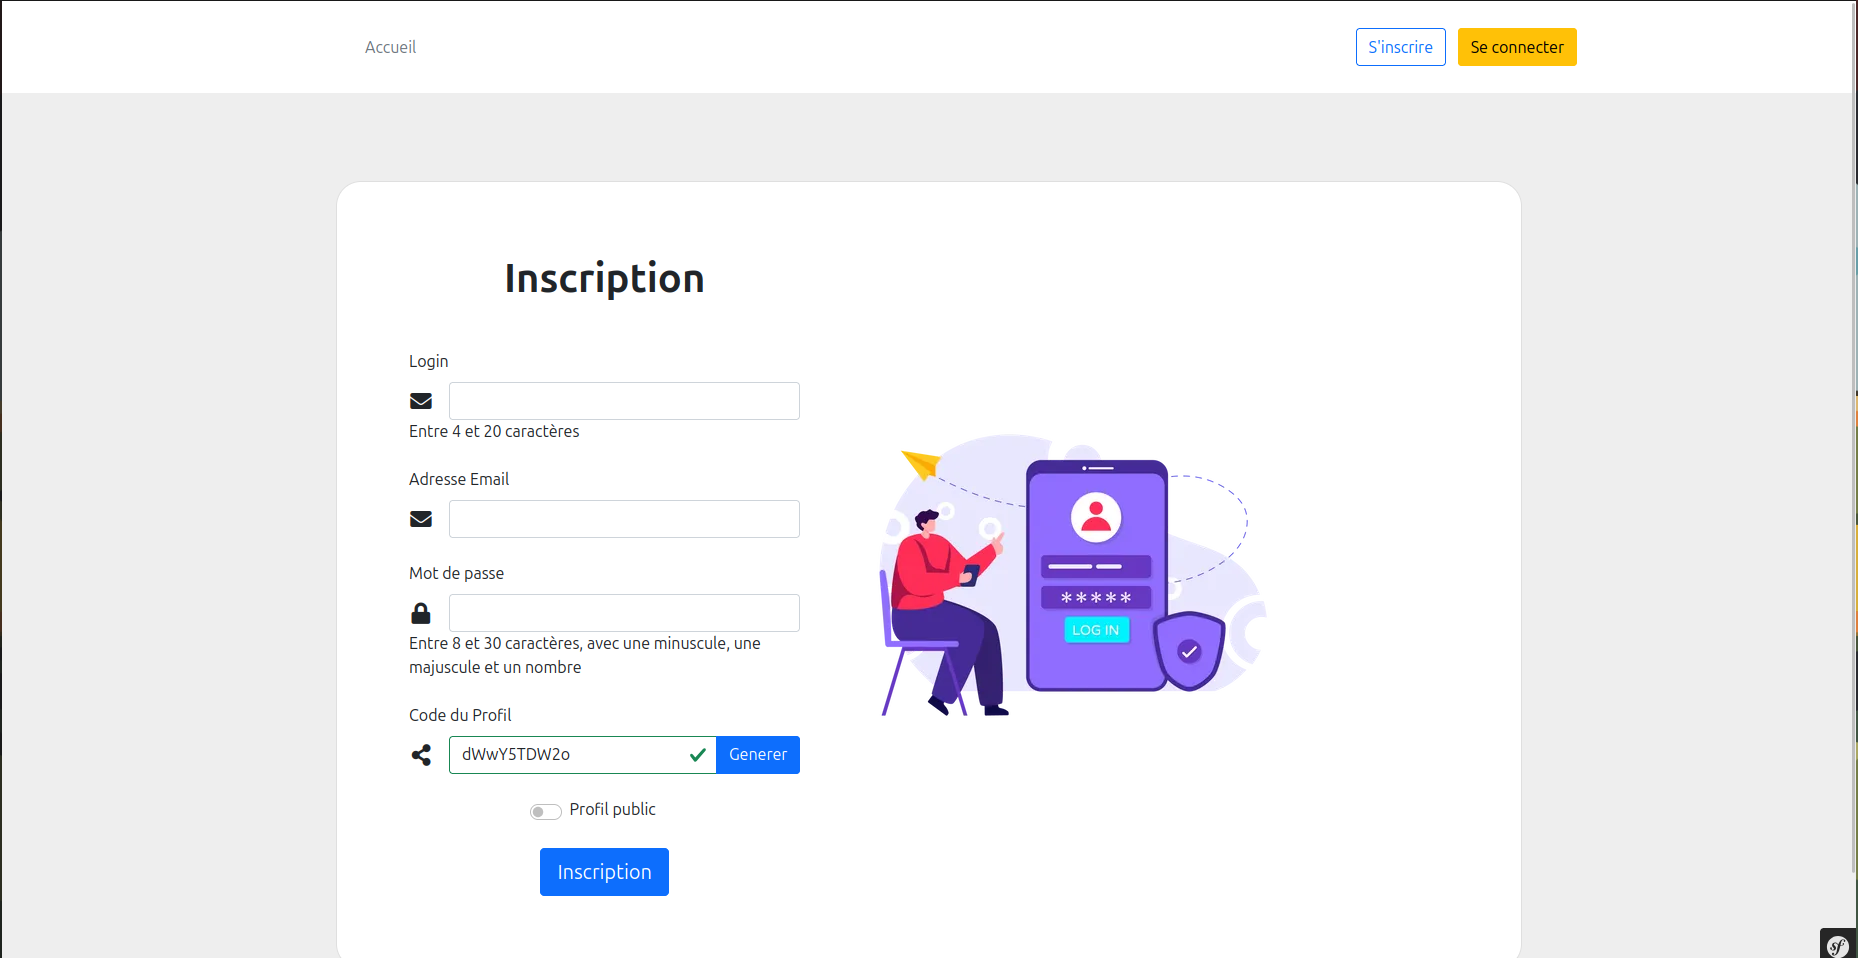 Accueil
S'inscrire
Se connecter
Inscription
Login
Entre 4 et 20 caractères
Adresse Email
Mot de passe
Entre 8 et 30 caractères, avec une minuscule, une
majuscule et un nombre
Code du Profil
dWwY5TDW2o
Generer
Profil public
Inscription
*****
LOG IN
sf